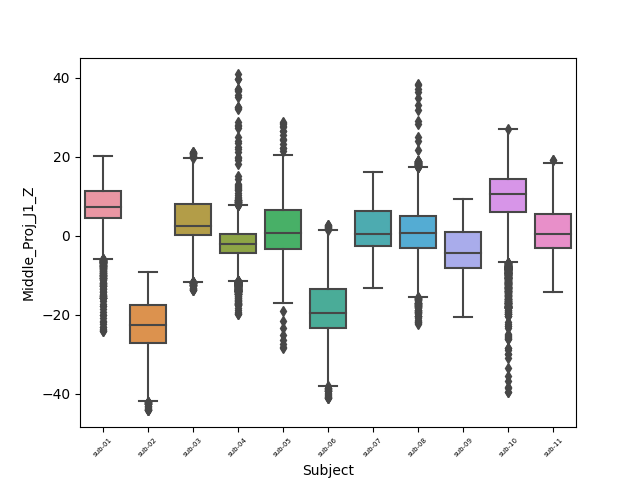 40
20
0
−20
−40
Middle_Proj_J1_Z
sub-01 sub-02 sub-03 sub-04 sub-05 sub-06 sub-07 sub-08 sub-09 sub-10 sub-11
Subject